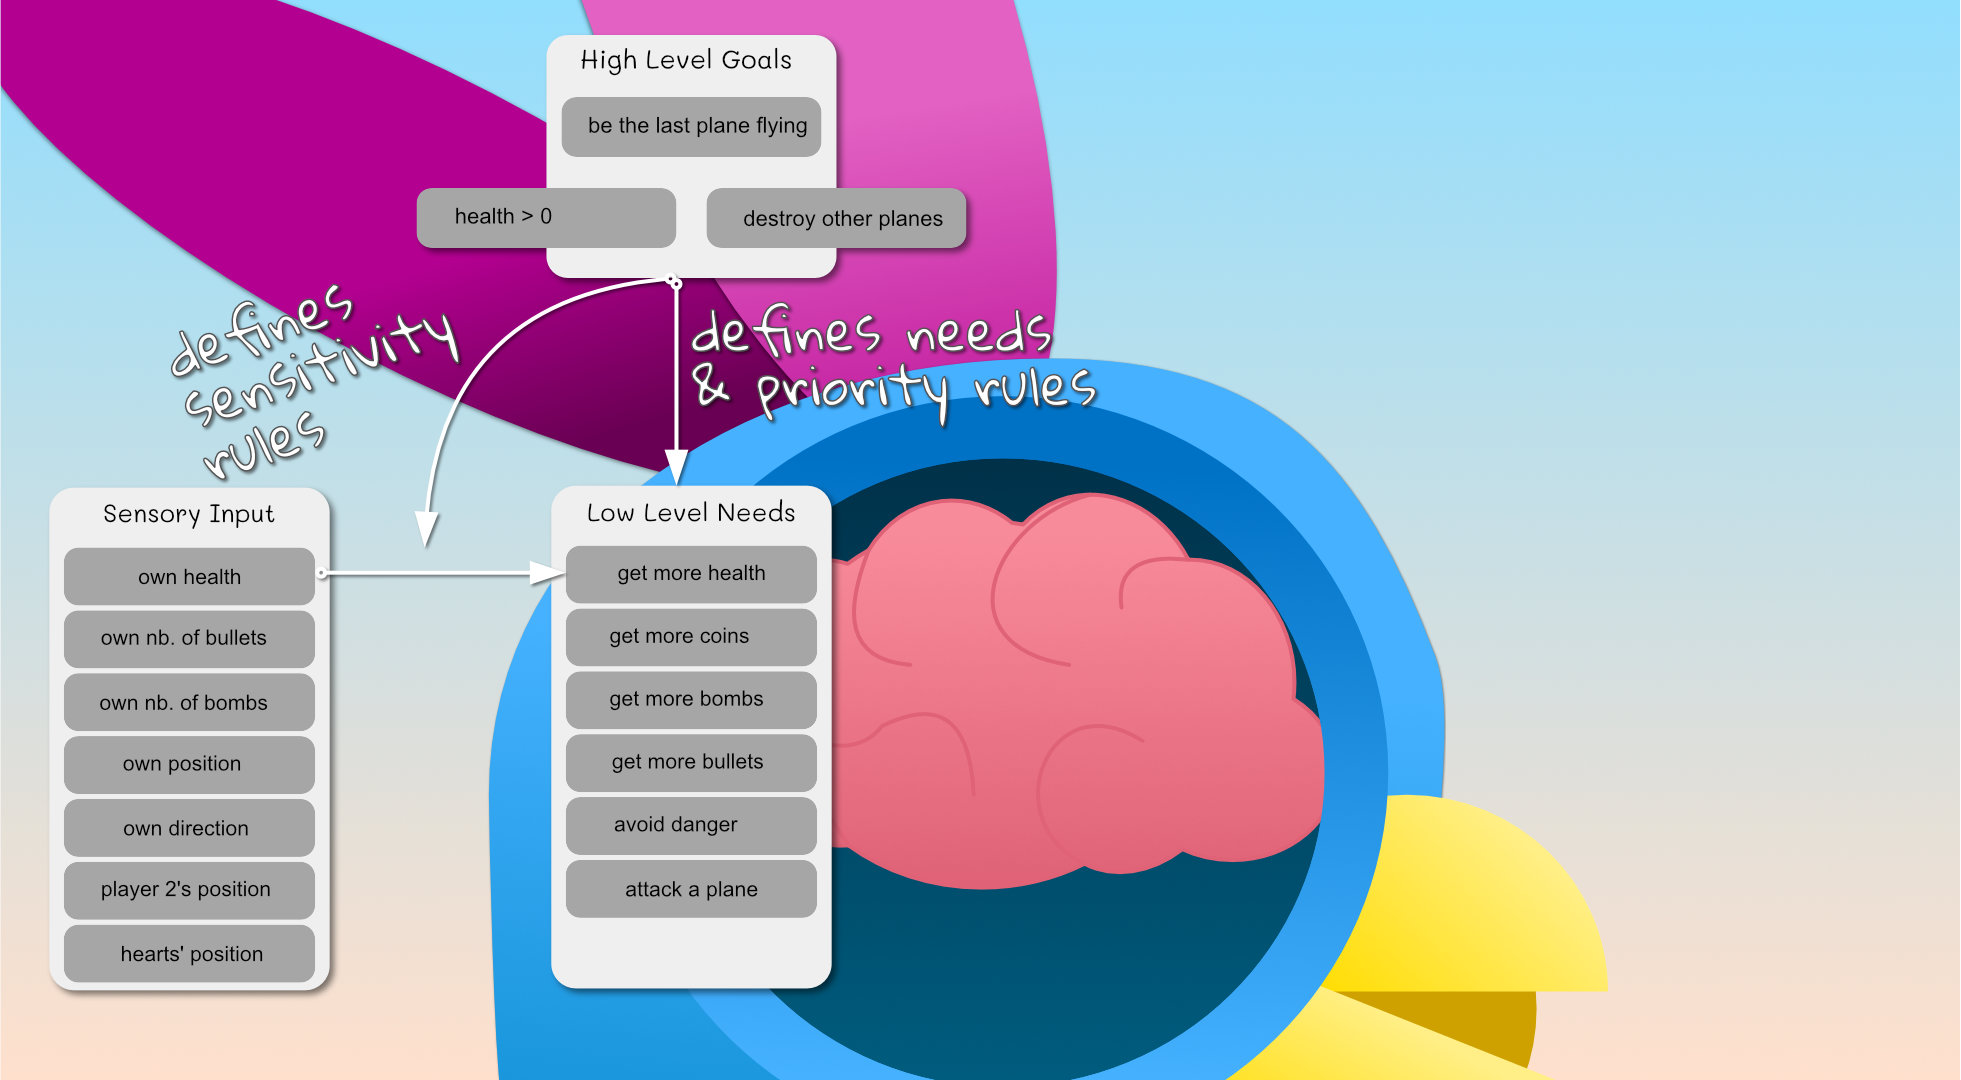 High Level Goals
be the last plane flying
health > 0
destroy other planes
defines
sensitivity
rules
defines needs
& priority rules
Sensory Input
own health
own nb. of bullets
own nb. of bombs
own position
own direction
player 2's position
hearts' position
Low Level Needs
get more health
get more coins
get more bombs
get more bullets
avoid danger
attack a plane